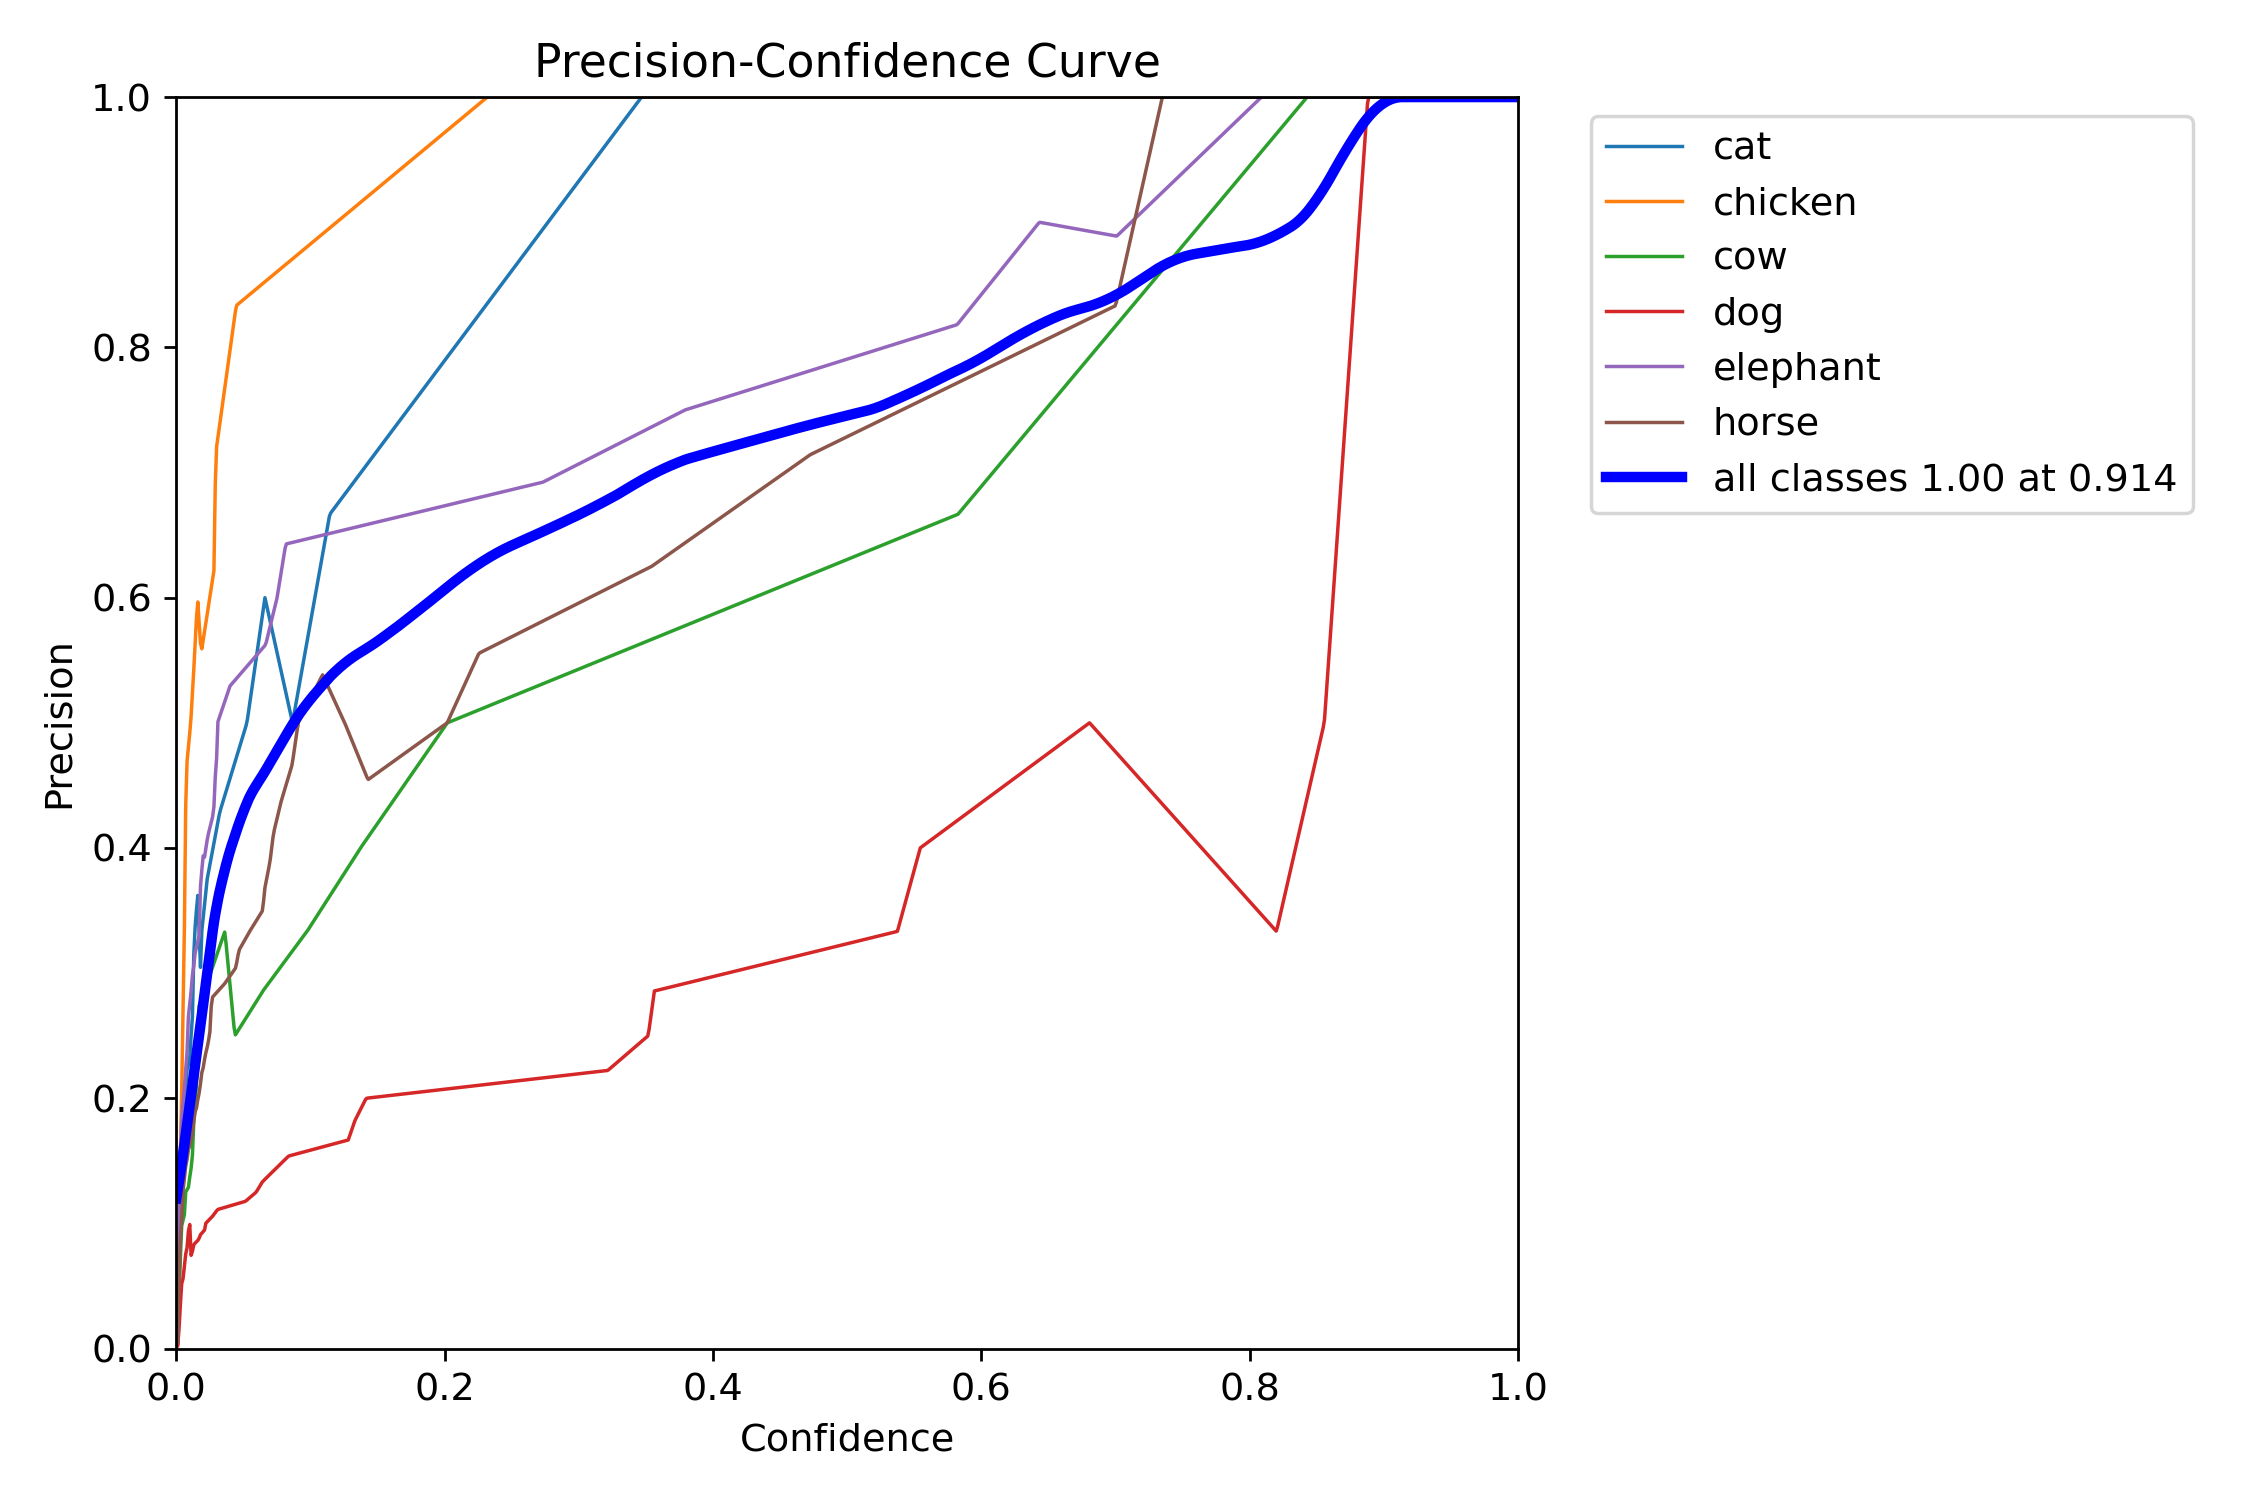 Precision-Confidence Curve
1.0
0.8
0.6
0.4
0.2
0.0
Precision
0.0 0.2 0.4 0.6 0.8 1.0
Confidence
cat
chicken
cow
dog
elephant
horse
all classes 1.00 at 0.914